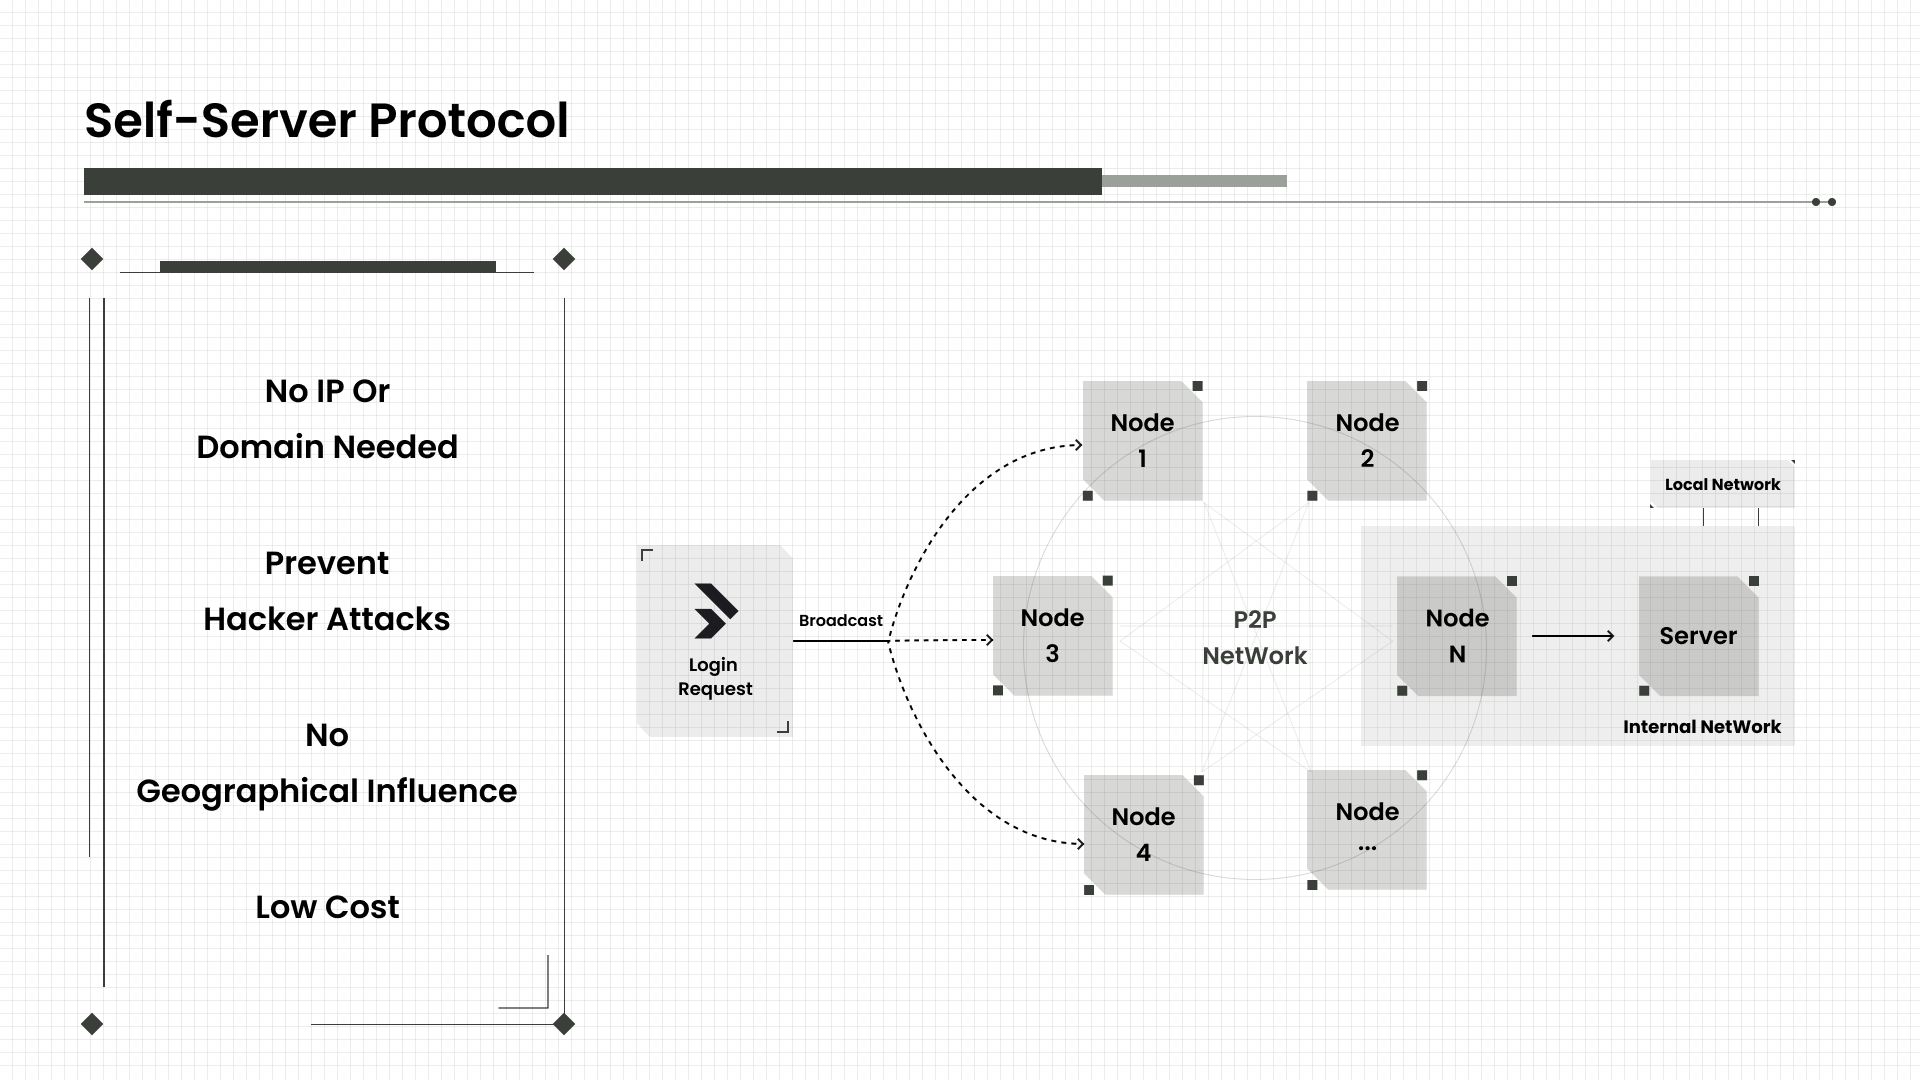 Self-Server Protocol
No IP Or
Domain Needed
Prevent
Hacker Attacks
No
Geographical Influence
Low Cost
Login
Request
Broadcast
Node
1
Node
2
Node
3
P2P
NetWork
Node
N
Server
Local Network
Internal NetWork
Node
4
Node
...